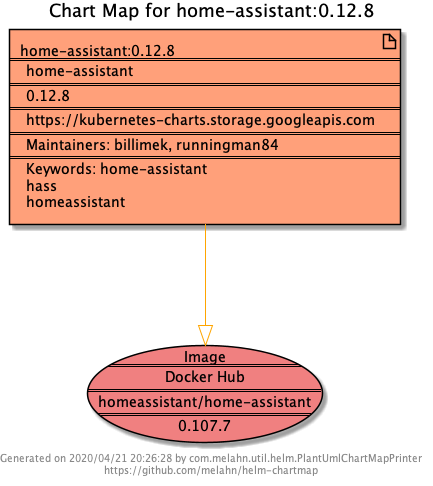 Chart Map for home-assistant:0.12.8
home-assistant:0.12.8
home-assistant
0.12.8
https://kubernetes-charts.storage.googleapis.com
Maintainers: billimek, runningman84
Keywords: home-assistant
hass
homeassistant
Image
Docker Hub
homeassistant/home-assistant
0.107.7
Generated on 2020/04/21 20:26:28 by com.melahn.util.helm.PlantUmlChartMapPrinter
https://github.com/melahn/helm-chartmap